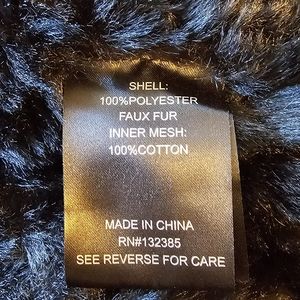 SHELL:
100%POLYESTER
FAUX FUR
INNER MESH:
100%COTTON
MADE IN CHINA
RN#132385
SEE REVERSE FOR CARE